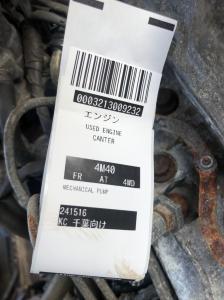 0003213009232
エンジン
USED ENGINE
CANTER
4M40
FR AT 4WD
MECHANICAL PUMP
241516
KC 千葉向け